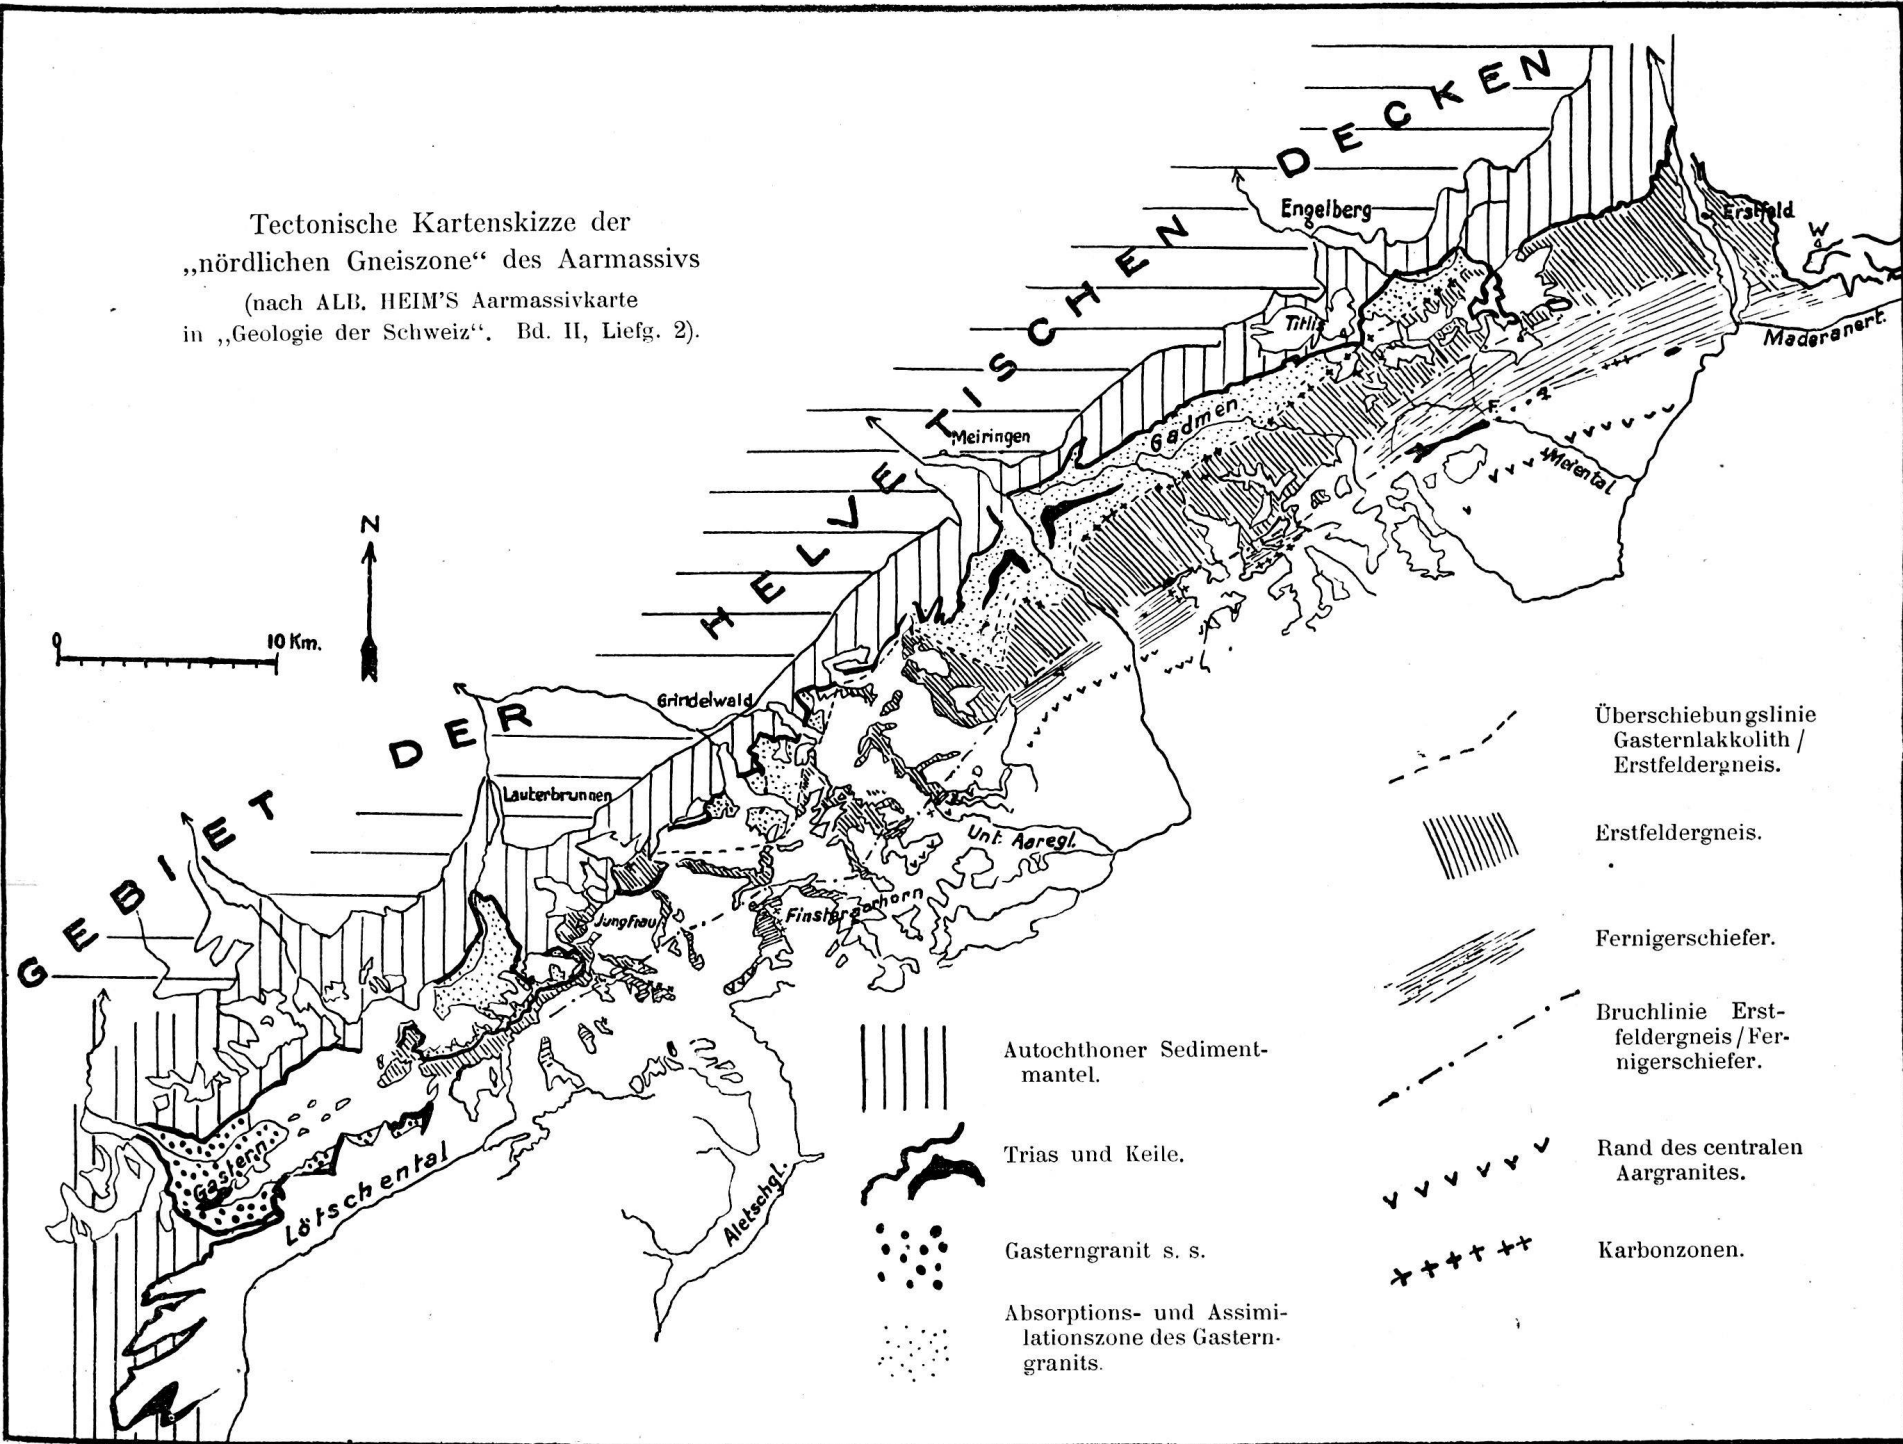 Tectonische Kartenskizze der
„nördlichen Gneiszone“ des Aarmassivs
(nach ALB. HEIM'S Aarmassivkarte
in „Geologie der Schweiz“. Bd. II, Liefg. 2).
GEBIET DER HELVETISCHEN DECKEN
N
0 10 Km.
Engelberg
Erstfeld
W
Titlis
Maderanert.
Gadmen
F.
Meiringen
Meiental
Grindelwald
Lauterbrunnen
Unt. Aaregl.
Jungfrau
Finsteraarhorn
Gastern
Lötschental
Aletschgl.
Autochthoner Sediment-
mantel.
Trias und Keile.
Gasterngranit s. s.
Absorptions- und Assimi-
lationszone des Gastern-
granits.
Überschiebungslinie
Gasternlakkolith /
Erstfeldergneis.
Erstfeldergneis.
Fernigerschiefer.
Bruchlinie Erst-
feldergneis/Fer-
nigerschiefer.
Rand des centralen
Aargranites.
Karbonzonen.